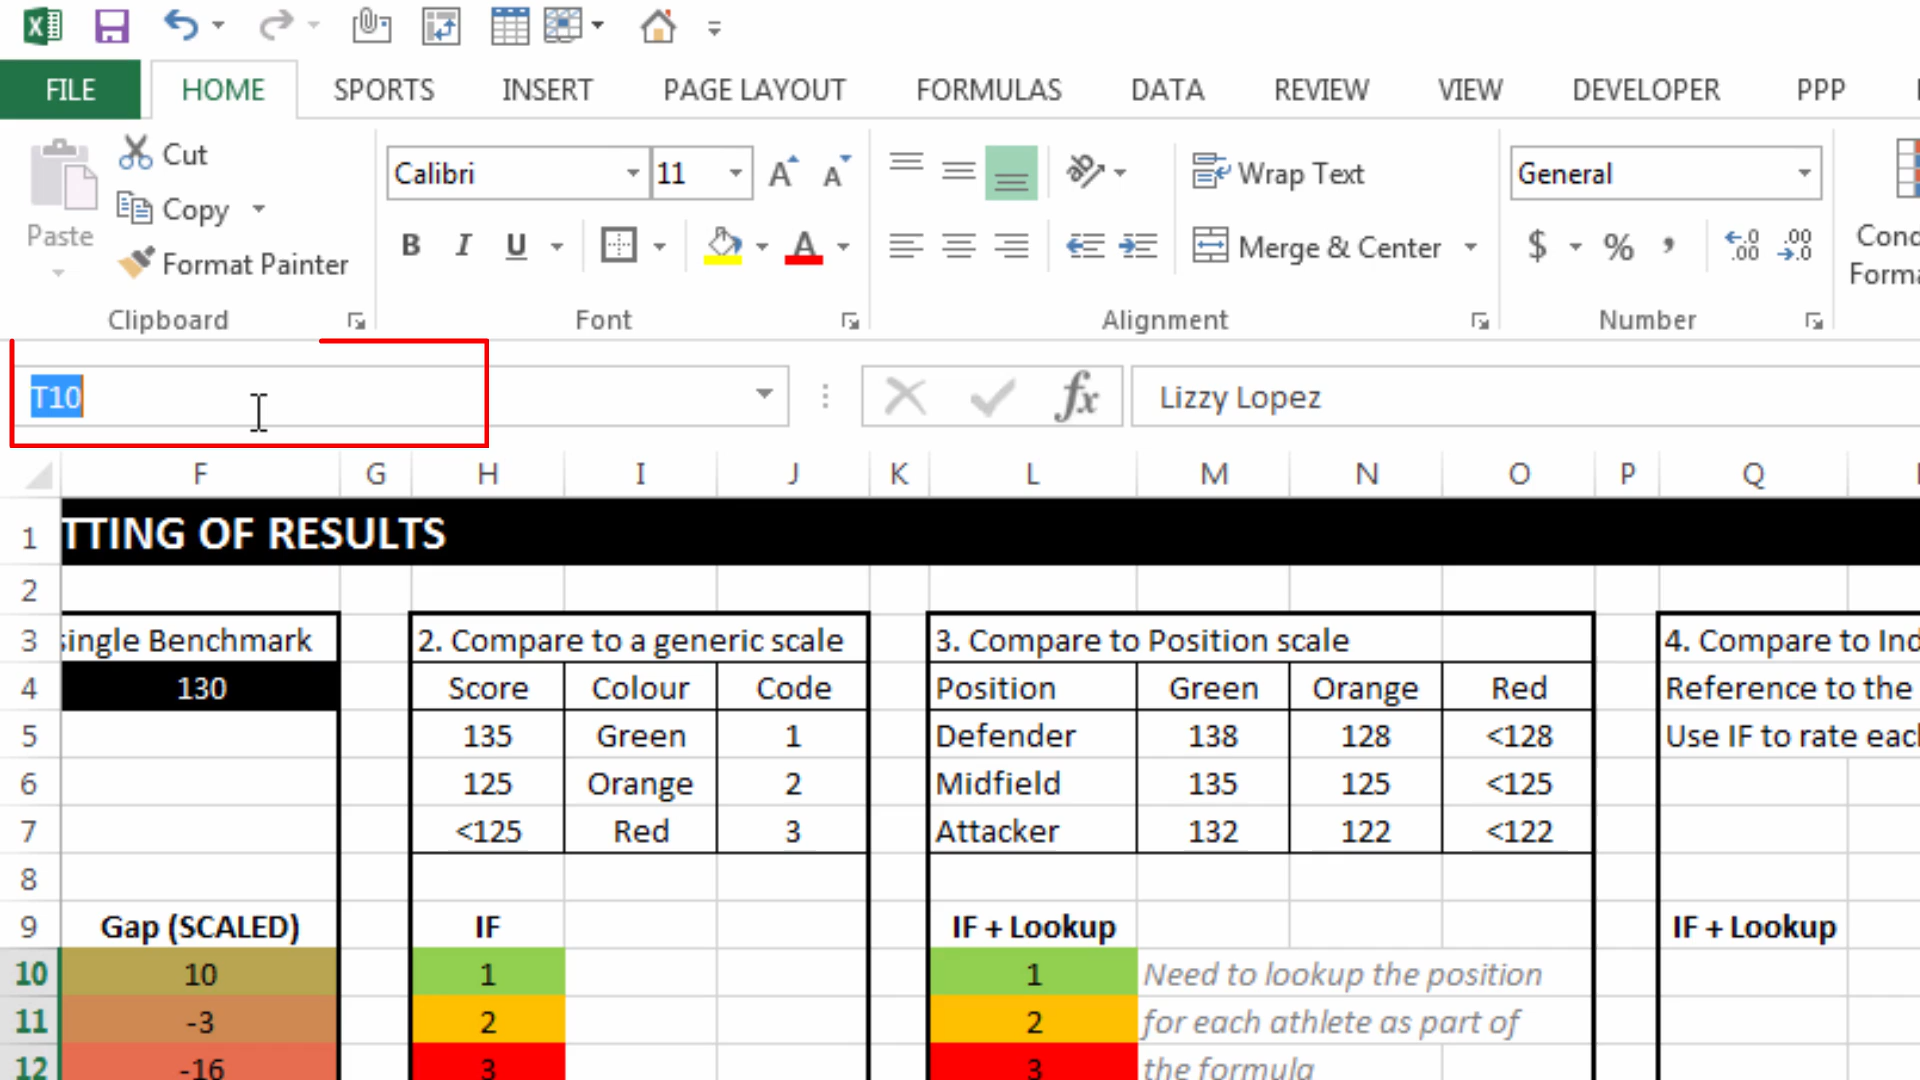 FILE HOME SPORTS INSERT PAGE LAYOUT FORMULAS DATA REVIEW VIEW DEVELOPER PPP
Paste
Cut
Copy
Format Painter
Clipboard
Calibri 11
B I U
Font
Wrap Text
Merge & Center
Alignment
General
$ % ,
Number
Cond
Forma
T10 fx Lizzy Lopez
F G H I J K L M N O P Q
1 TTING OF RESULTS
2
3 single Benchmark 2. Compare to a generic scale 3. Compare to Position scale 4. Compare to Ind
4 130 Score Colour Code Position Green Orange Red Reference to the
5 135 Green 1 Defender 138 128 <128 Use IF to rate each
6 125 Orange 2 Midfield 135 125 <125
7 <125 Red 3 Attacker 132 122 <122
8
9 Gap (SCALED) IF IF + Lookup IF + Lookup
10 10 1 1 Need to lookup the position
11 -3 2 2 for each athlete as part of
12 -16 3 3 the formula